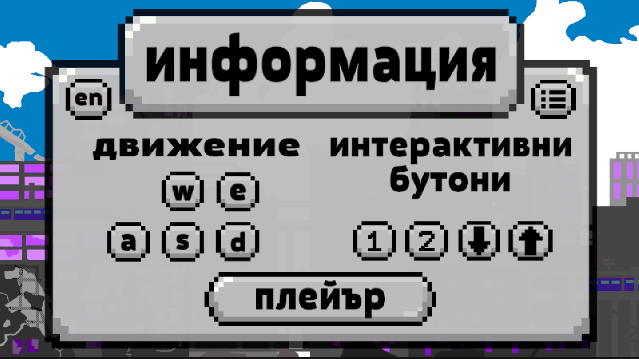 информация
en
движение
w e
a s d
интерактивни
бутони
1 2
плейър